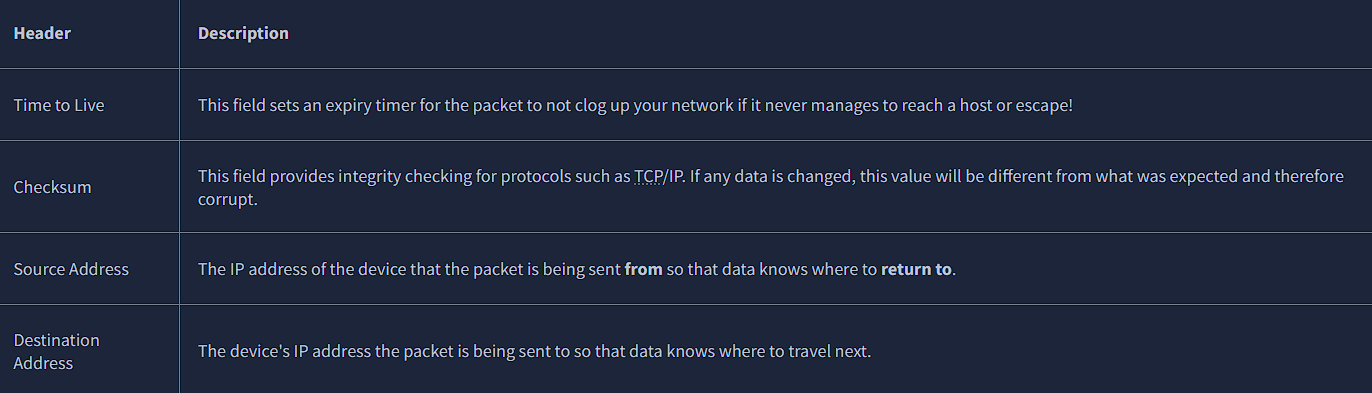 Header
Description
Time to Live
This field sets an expiry timer for the packet to not clog up your network if it never manages to reach a host or escape!
Checksum
This field provides integrity checking for protocols such as TCP/IP. If any data is changed, this value will be different from what was expected and therefore
corrupt.
Source Address
The IP address of the device that the packet is being sent from so that data knows where to return to.
Destination
Address
The device's IP address the packet is being sent to so that data knows where to travel next.